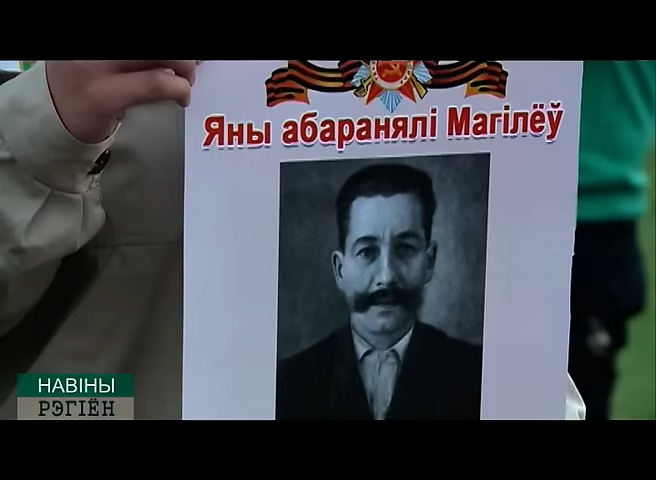 Яны абаранялі Магілёў
НАВІНЫ
РЭГІЁН